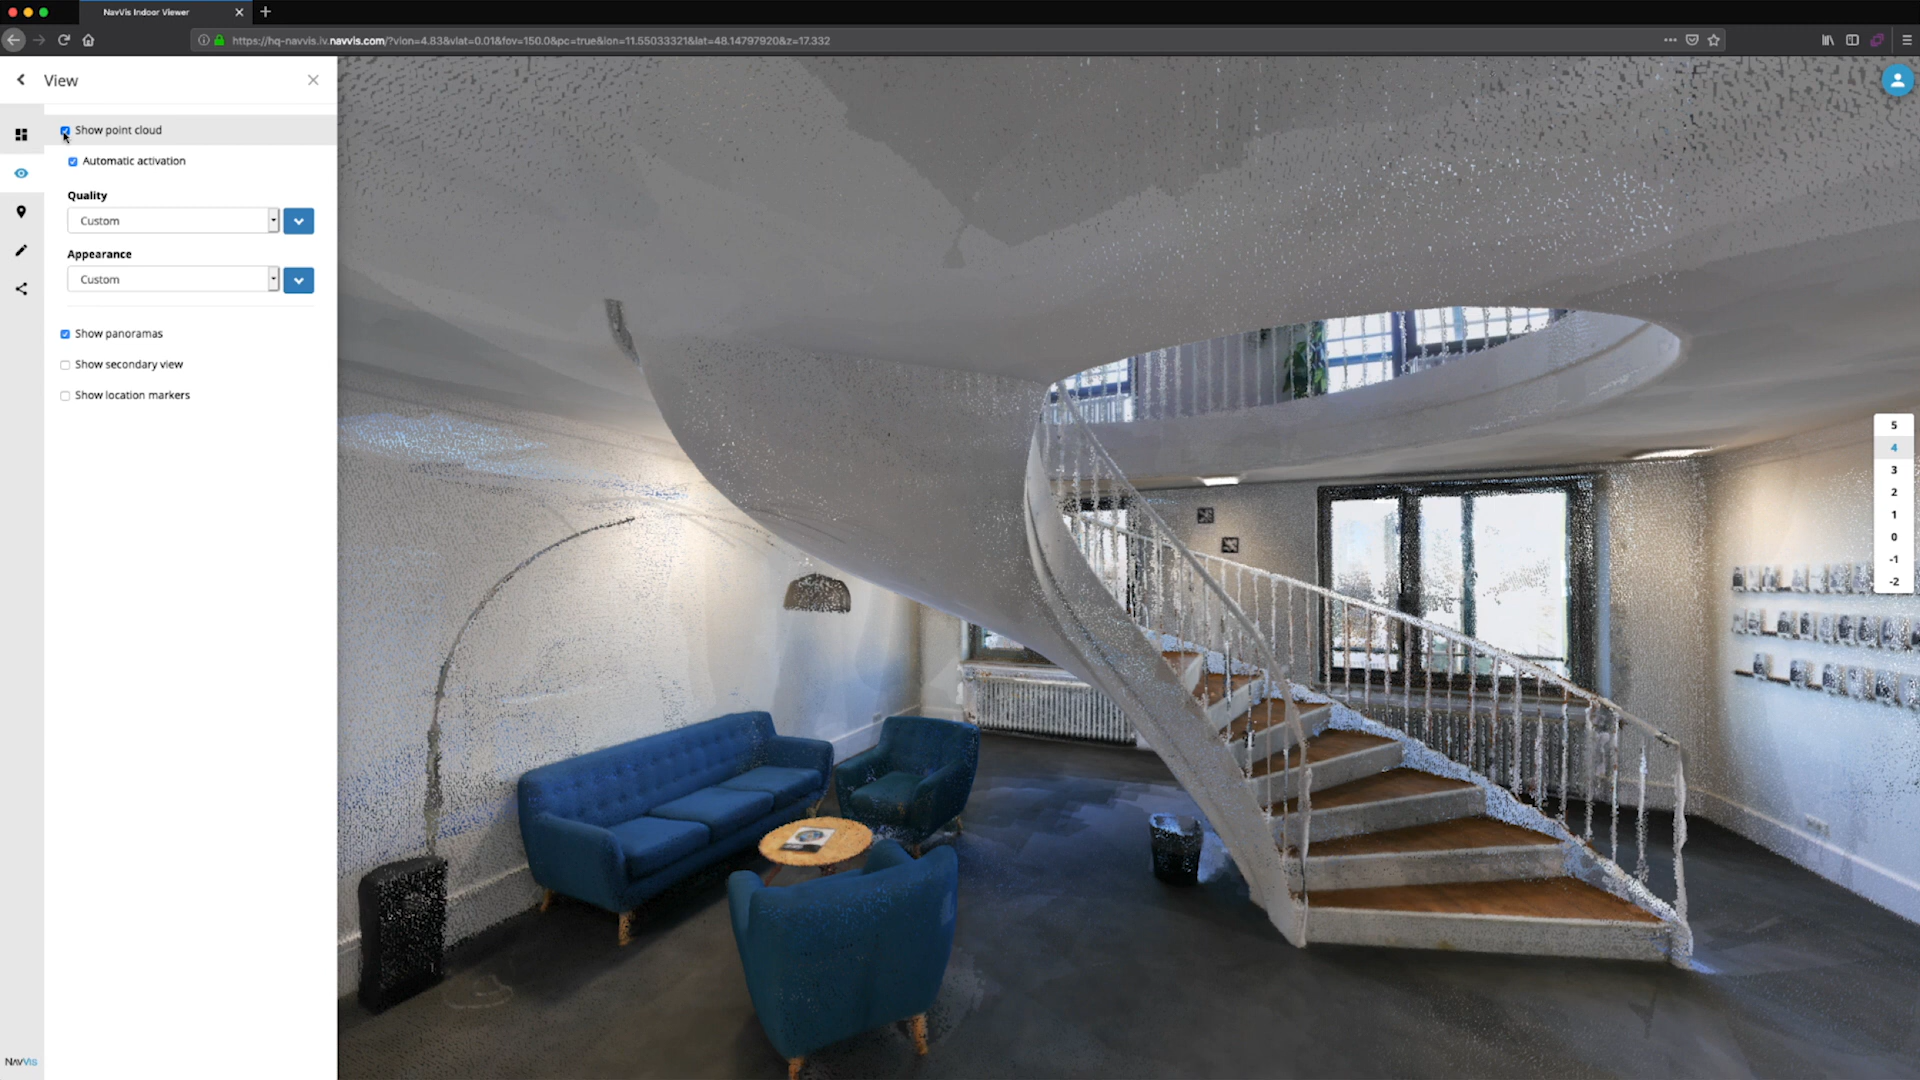 NavVis Indoor Viewer
https://hq-navvis.iv.navvis.com/?vlon=4.83&vlat=0.01&fov=150.0&pc=true&lon=11.55033321&lat=48.14797920&z=17.332
View
Show point cloud
Automatic activation
Quality
Custom
Appearance
Custom
Show panoramas
Show secondary view
Show location markers
5
4
3
2
1
0
-1
-2
NAVVIS